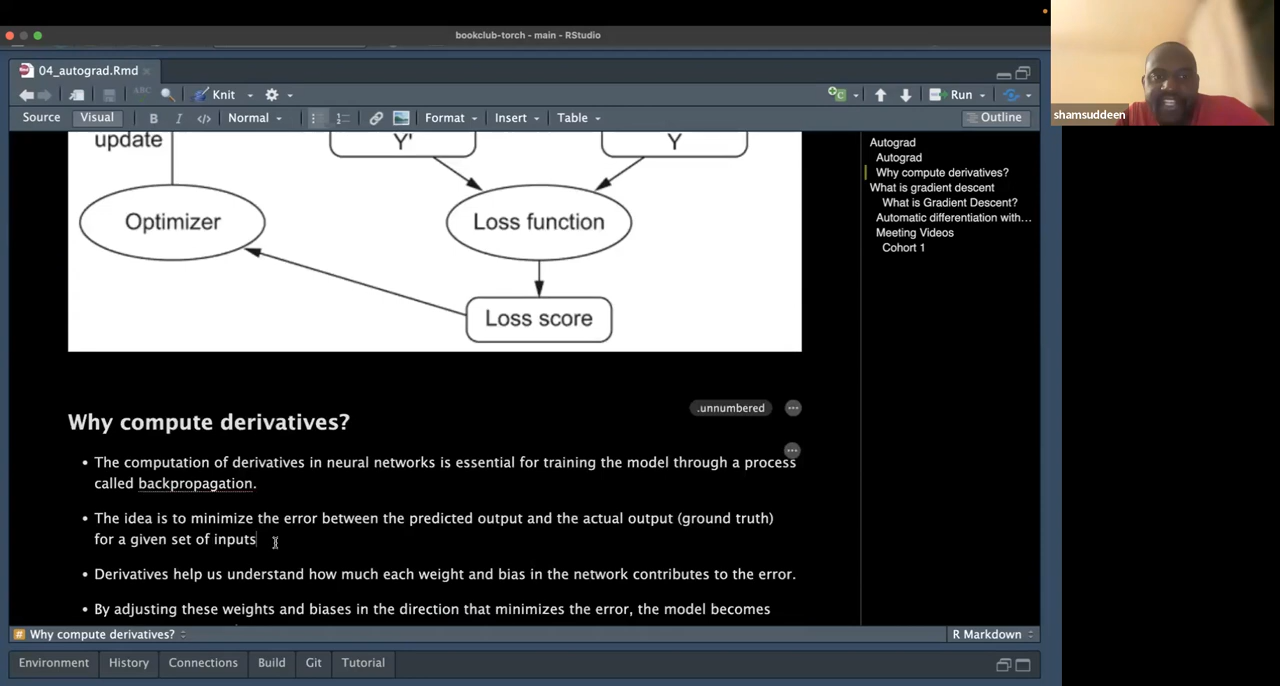 bookclub-torch - main - RStudio
04_autograd.Rmd
ABC Knit Run
Source Visual B I </> Normal Format Insert Table Outline
update Y' Y
Optimizer Loss function
Loss score
Why compute derivatives? .unnumbered
• The computation of derivatives in neural networks is essential for training the model through a process
called backpropagation.
• The idea is to minimize the error between the predicted output and the actual output (ground truth)
for a given set of inputs
• Derivatives help us understand how much each weight and bias in the network contributes to the error.
• By adjusting these weights and biases in the direction that minimizes the error, the model becomes
# Why compute derivatives? R Markdown
Environment History Connections Build Git Tutorial
Autograd
Autograd
Why compute derivatives?
What is gradient descent
What is Gradient Descent?
Automatic differentiation with...
Meeting Videos
Cohort 1
shamsuddeen